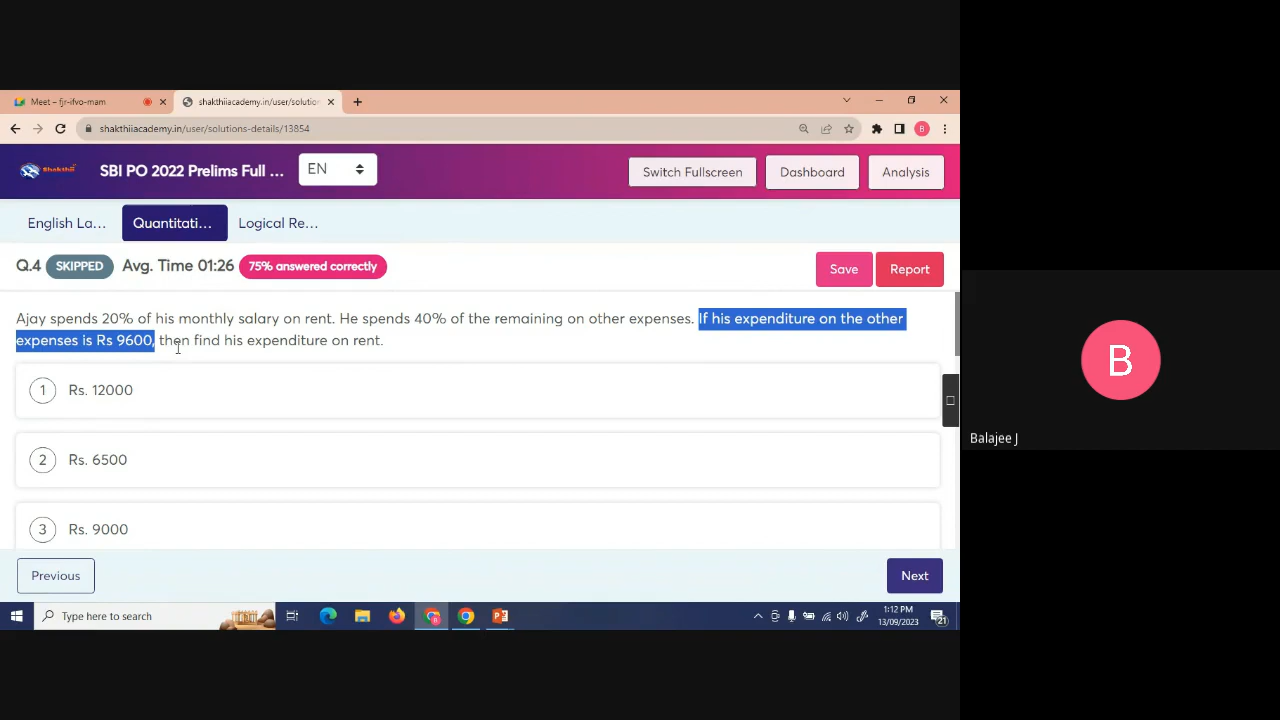 Meet – fjr-ifvo-mam
shakthiiacademy.in/user/solution
shakthiiacademy.in/user/solutions-details/13854
B
Shakthii
SBI PO 2022 Prelims Full ...
EN
Switch Fullscreen
Dashboard
Analysis
English La...
Quantitati...
Logical Re...
Q.4 SKIPPED Avg. Time 01:26 75% answered correctly
Save
Report
Ajay spends 20% of his monthly salary on rent. He spends 40% of the remaining on other expenses. If his expenditure on the other
expenses is Rs 9600, then find his expenditure on rent.
1 Rs. 12000
2 Rs. 6500
3 Rs. 9000
Previous
Next
Type here to search
1:12 PM
13/09/2023
21
B
Balajee J